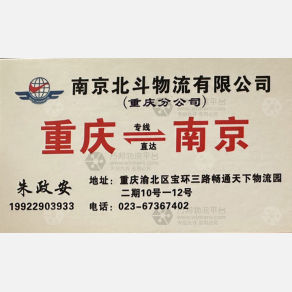 南京北斗物流有限公司
(重庆分公司)
重庆 专线 南京
直达
朱政安
19922903933
地址：重庆渝北区宝环三路畅通天下物流园
二期10号一12号
电话：023-67367402